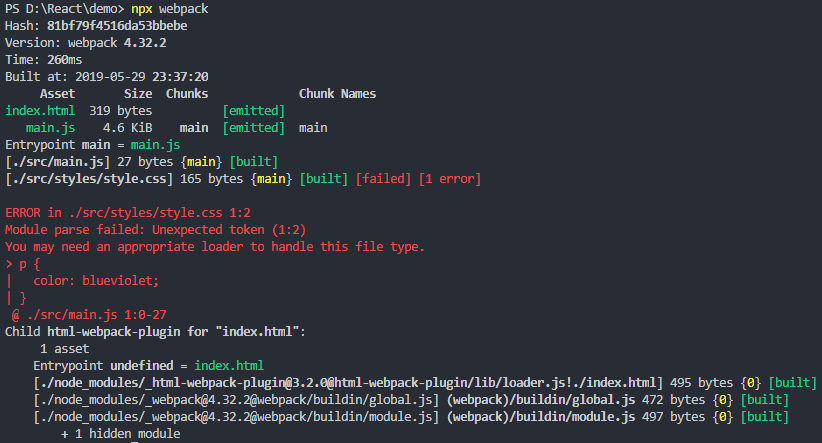 PS D:\React\demo> npx webpack
Hash: 81bf79f4516da53bbebe
Version: webpack 4.32.2
Time: 260ms
Built at: 2019-05-29 23:37:20
Asset Size Chunks Chunk Names
index.html 319 bytes [emitted]
main.js 4.6 KiB main [emitted] main
Entrypoint main = main.js
[./src/main.js] 27 bytes {main} [built]
[./src/styles/style.css] 165 bytes {main} [built] [failed] [1 error]
ERROR in ./src/styles/style.css 1:2
Module parse failed: Unexpected token (1:2)
You may need an appropriate loader to handle this file type.
> p {
| color: blueviolet;
| }
@ ./src/main.js 1:0-27
Child html-webpack-plugin for "index.html":
1 asset
Entrypoint undefined = index.html
[./node_modules/_html-webpack-plugin@3.2.0@html-webpack-plugin/lib/loader.js!./index.html] 495 bytes {0} [built]
[./node_modules/_webpack@4.32.2@webpack/buildin/global.js] (webpack)/buildin/global.js 472 bytes {0} [built]
[./node_modules/_webpack@4.32.2@webpack/buildin/module.js] (webpack)/buildin/module.js 497 bytes {0} [built]
+ 1 hidden module